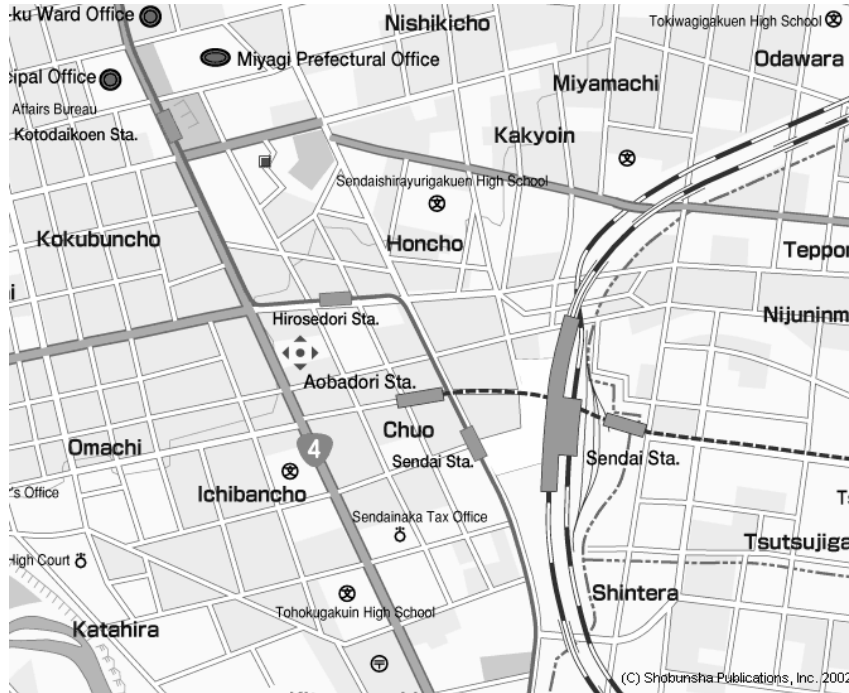 -ku Ward Office
Nishikicho
Tokiwagigakuen High School
Miyagi Prefectural Office
Odawara
cipal Office
Miyamachi
Affairs Bureau
Kotodaikoen Sta.
Kakyoin
Sendaishirayurigakuen High School
Kokubuncho
Honcho
Teppo
Hirosedori Sta.
Nijuninm
Aobadori Sta.
Chuo
Omachi
4
Sendai Sta.
Sendai Sta.
's Office
Ichibancho
Sendainaka Tax Office
Tsutsujiga
High Court
Shintera
Tohokugakuin High School
Katahira
(C) Shobunsha Publications, Inc. 2002